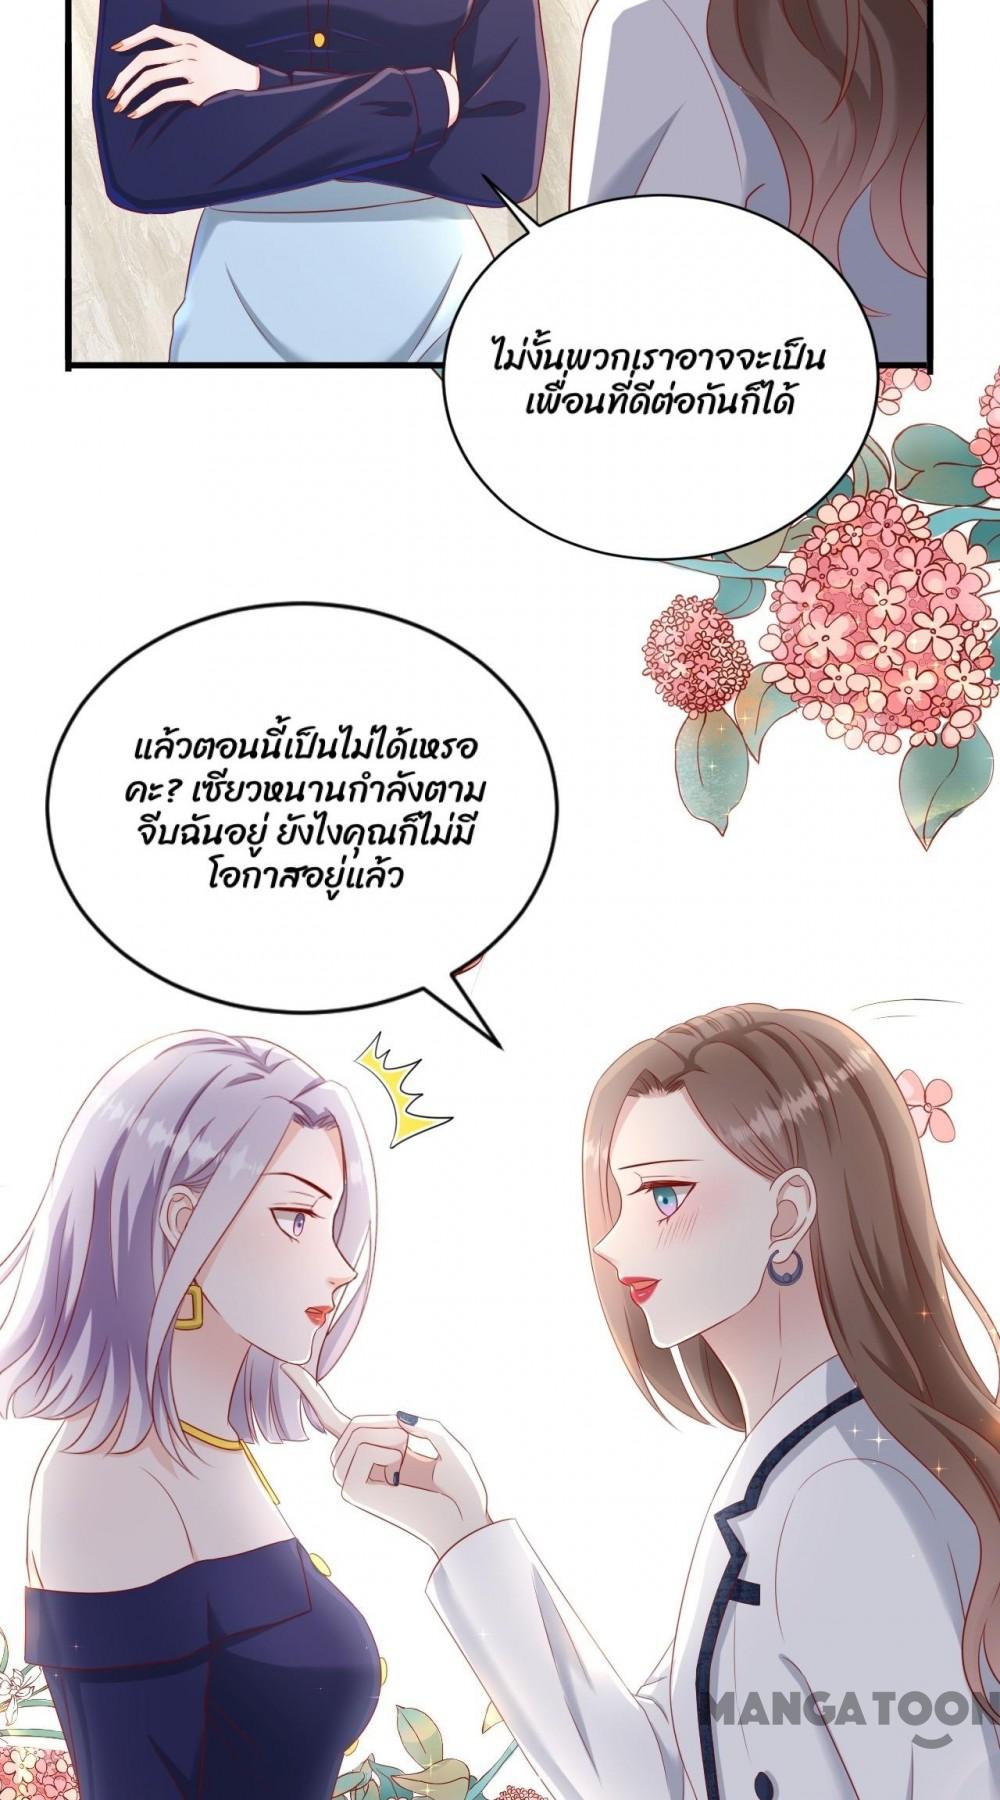 ไม่งั้นพวกเราอาจจะเป็น
เพื่อนที่ดีต่อกันก็ได้
แล้วตอนนี้เป็นไม่ได้เหรอ
คะ? เซียวหนานกำลังตาม
จีบฉันอยู่ ยังไงคุณก็ไม่มี
โอกาสอยู่แล้ว
MANGATOON
MANGATOON